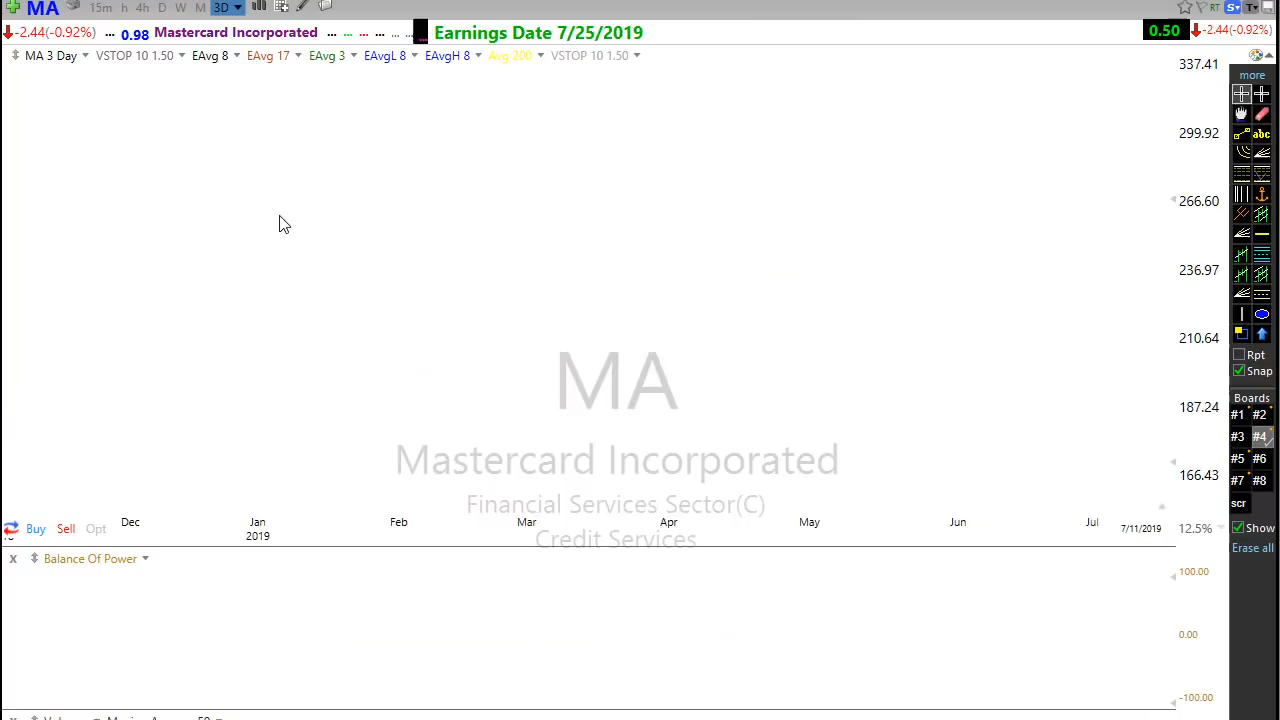 MA 15m h 4h D W M 3D RT S T
-2.44(-0.92%) ... 0.98 Mastercard Incorporated ... ... ... ... ... ... Earnings Date 7/25/2019 0.50 -2.44(-0.92%)
MA 3 Day VSTOP 10 1.50 EAvg 8 EAvg 17 EAvg 3 EAvgL 8 EAvgH 8 Avg 200 VSTOP 10 1.50
337.41
299.92
266.60
236.97
210.64
187.24
166.43
more
abc
Rpt
Snap
Boards
#1 #2
#3 #4
#5 #6
#7 #8
scr
Show
Erase all
MA
Mastercard Incorporated
Financial Services Sector(C)
Credit Services
Dec Jan Feb Mar Apr May Jun Jul
2019
7/11/2019 12.5%
Buy Sell Opt
x Balance Of Power
100.00
0.00
-100.00